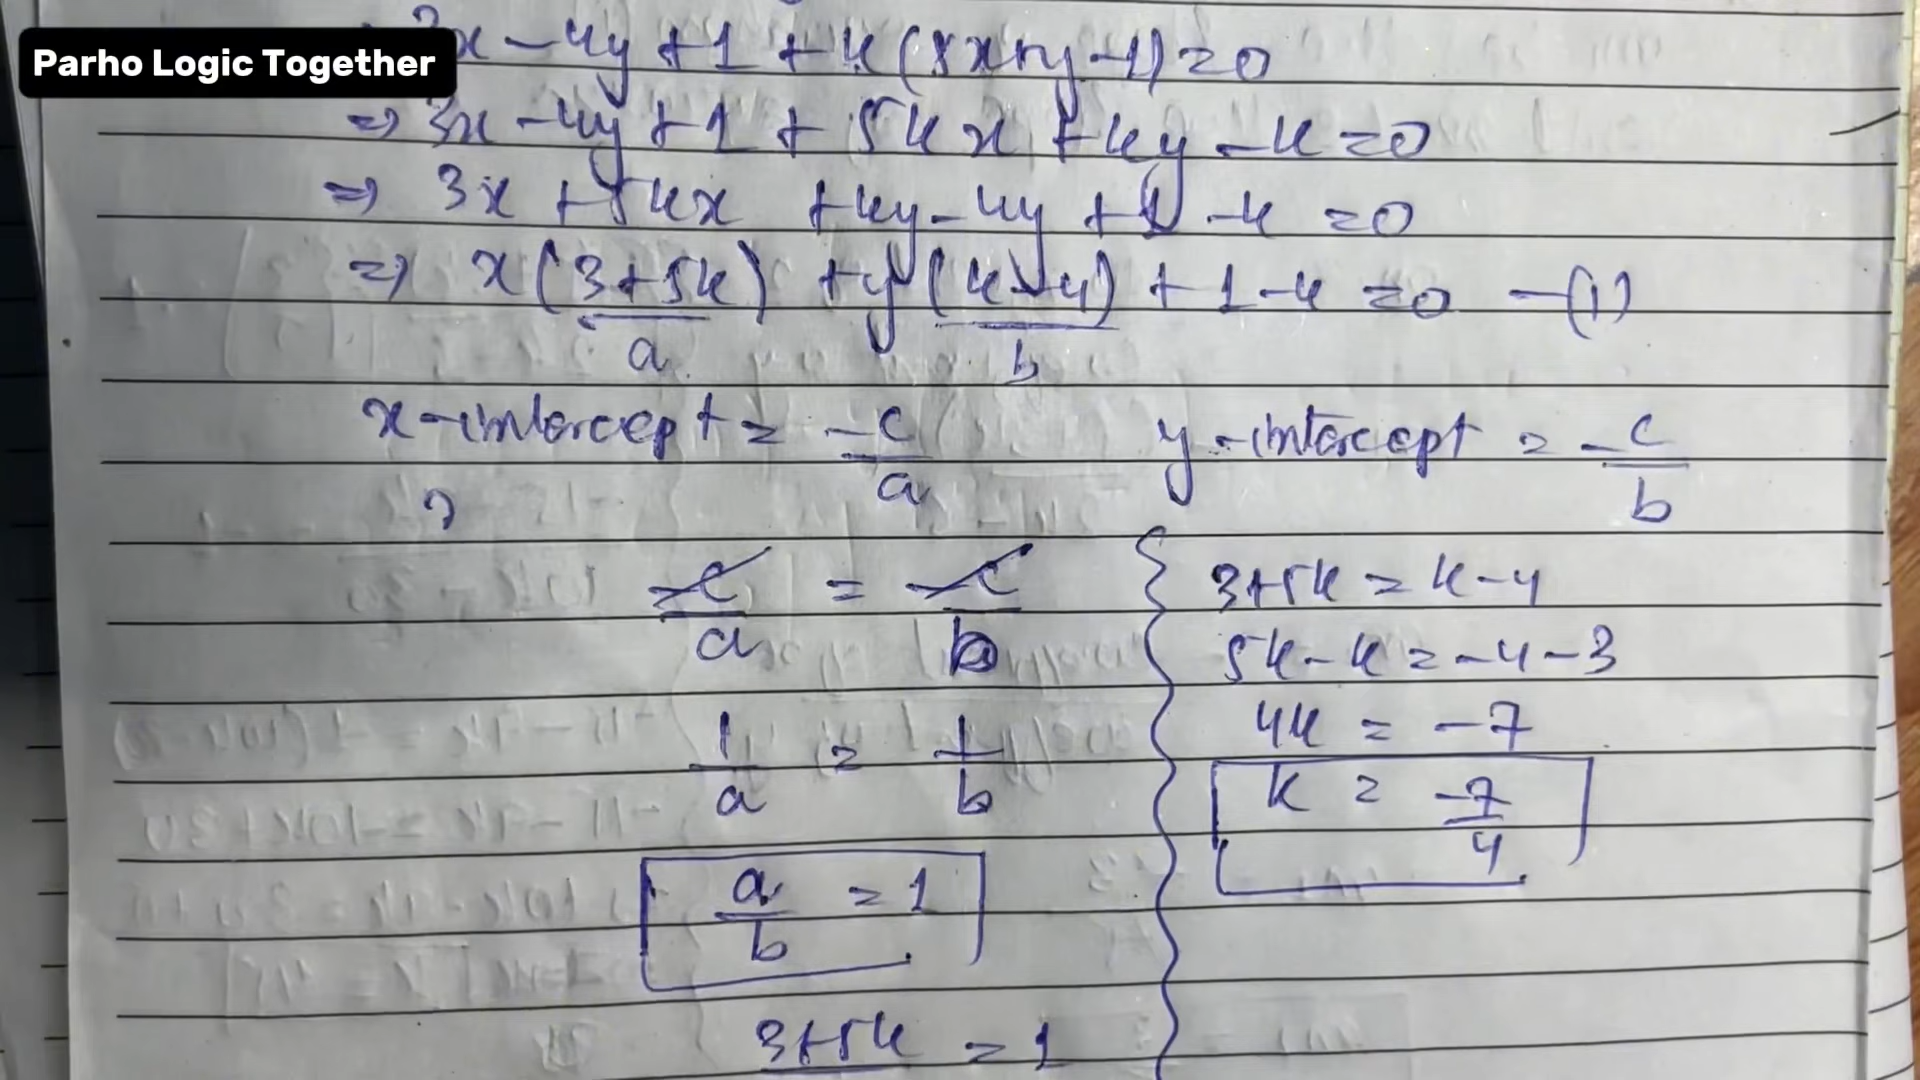 Parho Logic Together
3x - 4y + 1 + k(5x+y-1) = 0
⇒ 3x - 4y + 1 + 5kx + ky - k = 0
⇒ 3x + 5kx + ky - 4y + 1 - k = 0
⇒ x(3+5k) + y(k-4) + 1 - k = 0 —(1)
a b
x-intercept = -c/a y-intercept = -c/b
-c/a = -c/b
1/a = 1/b
a/b = 1
3+5k = 1
3+5k = k-4
5k-k = -4-3
4k = -7
k = -7/4